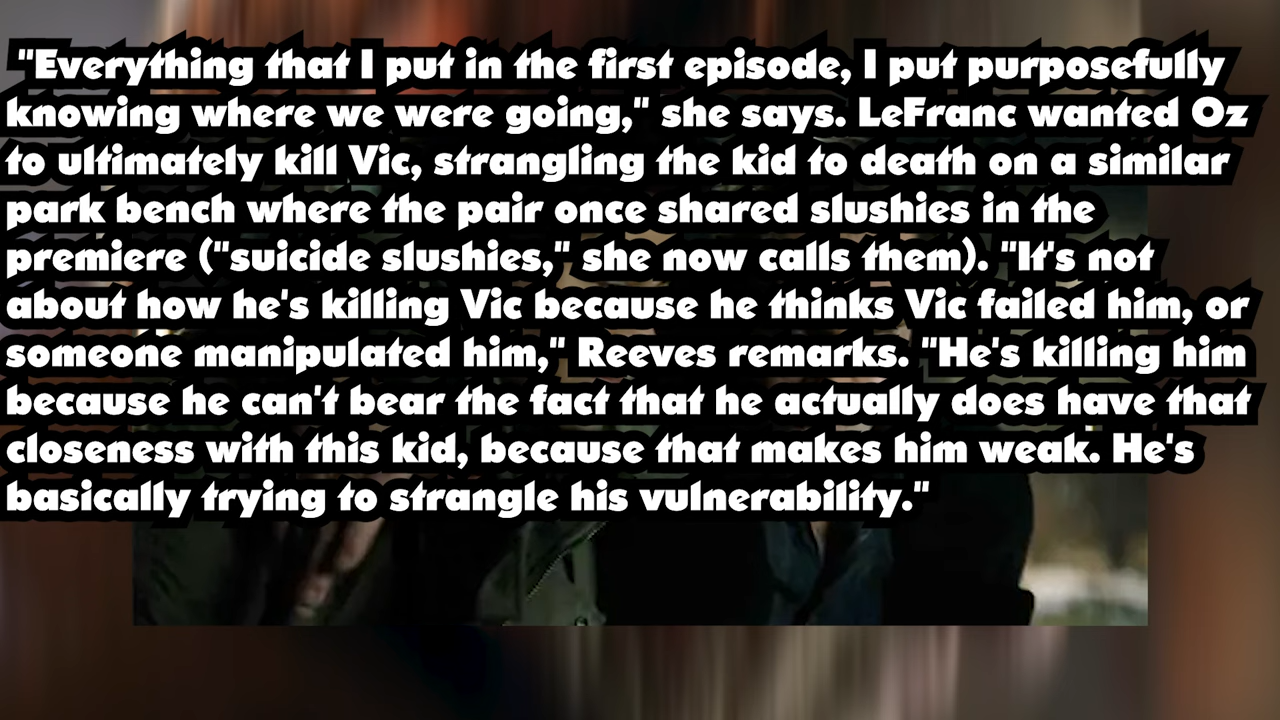 "Everything that I put in the first episode, I put purposefully
knowing where we were going," she says. LeFranc wanted Oz
to ultimately kill Vic, strangling the kid to death on a similar
park bench where the pair once shared slushies in the
premiere ("suicide slushies," she now calls them). "It's not
about how he's killing Vic because he thinks Vic failed him, or
someone manipulated him," Reeves remarks. "He's killing him
because he can't bear the fact that he actually does have that
closeness with this kid, because that makes him weak. He's
basically trying to strangle his vulnerability."